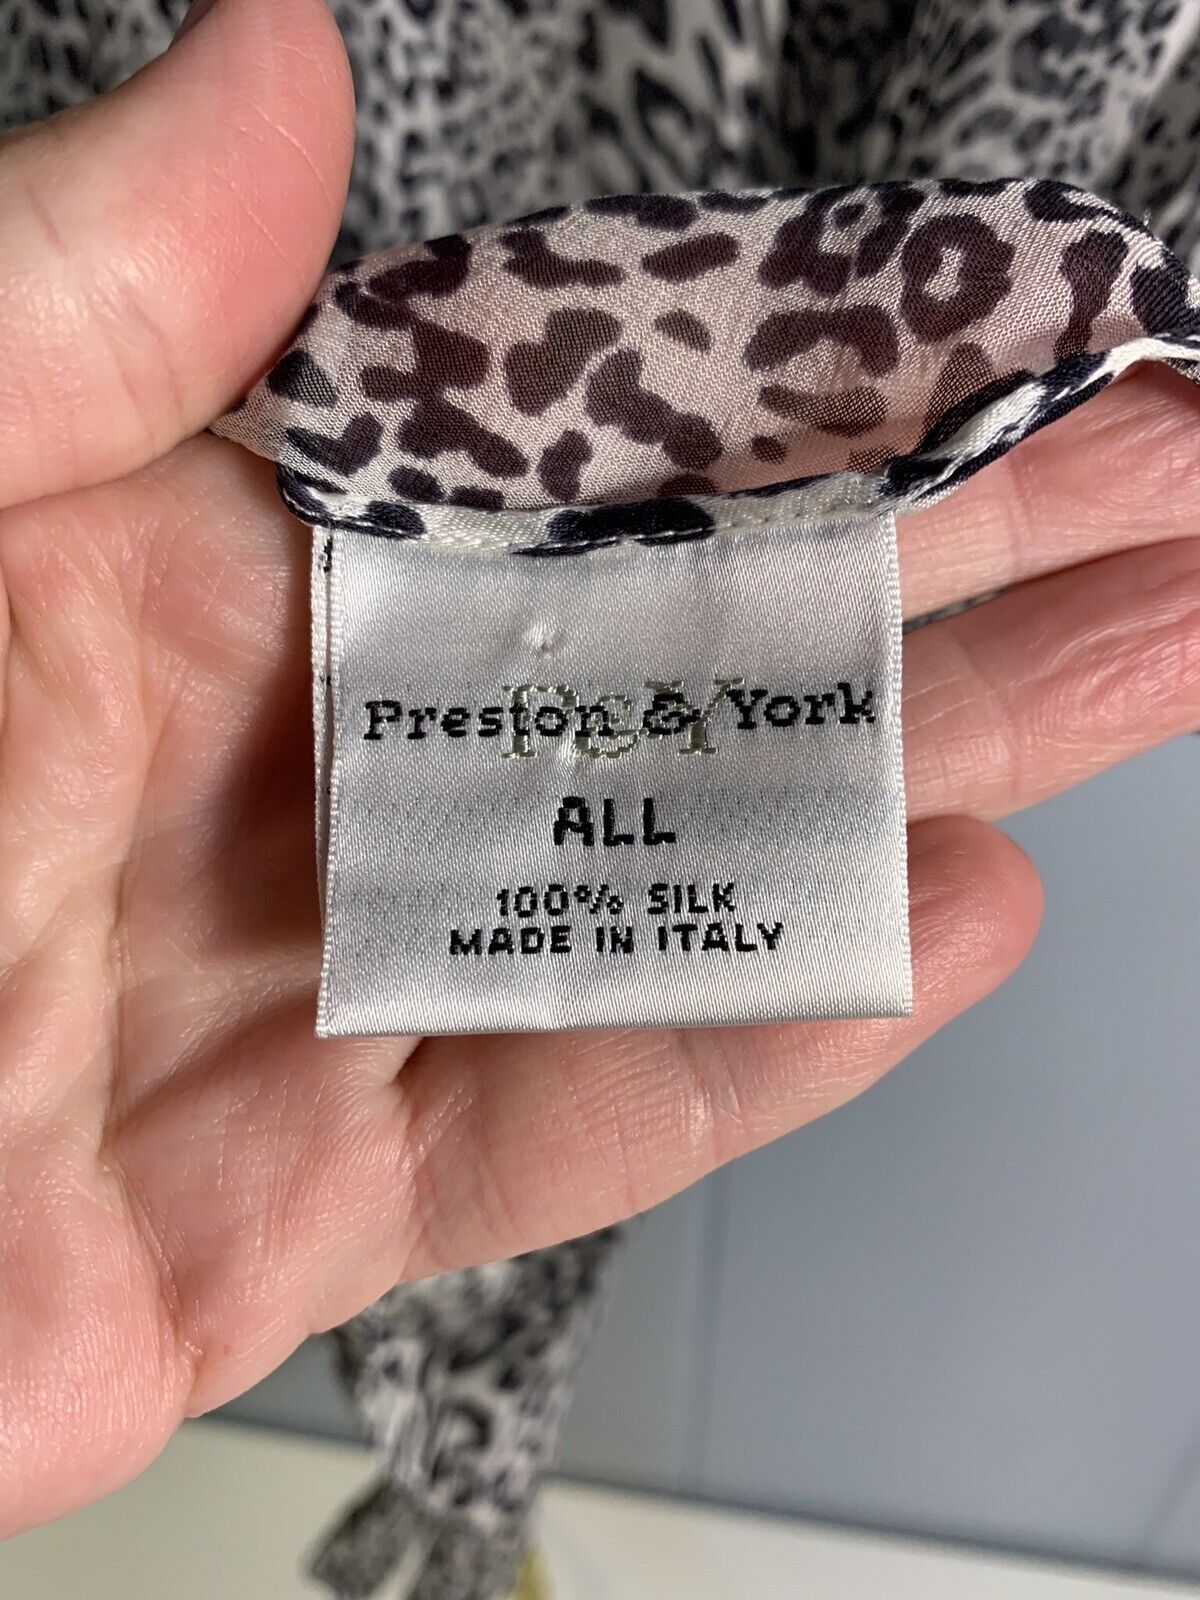 Preston & York
P&Y
ALL
100% SILK
MADE IN ITALY